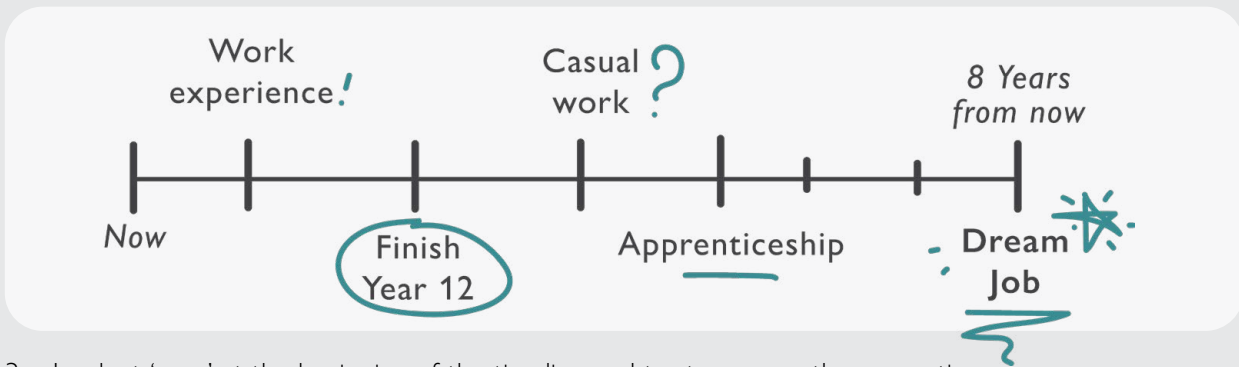 Work
experience!
Casual
work ?
8 Years
from now
Now
Finish
Year 12
Apprenticeship
Dream
Job